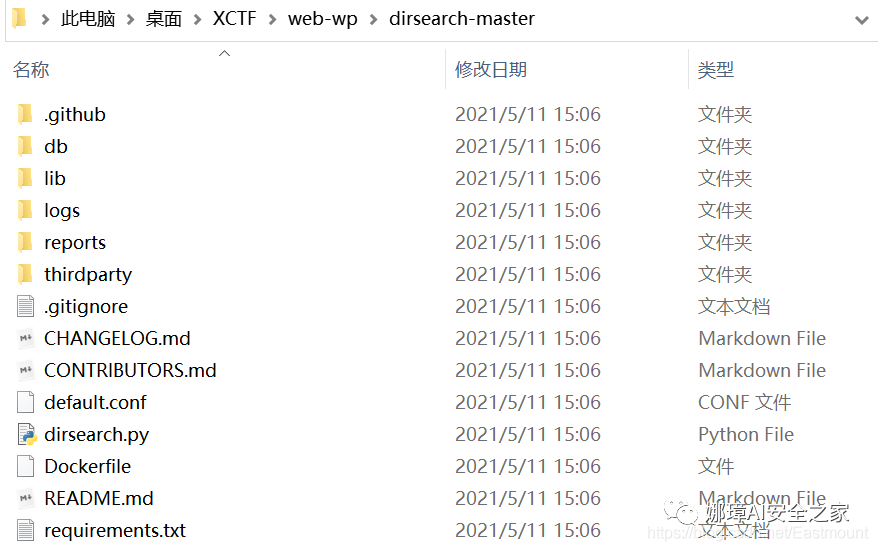 此电脑 > 桌面 > XCTF > web-wp > dirsearch-master
名称 修改日期 类型
.github 2021/5/11 15:06 文件夹
db 2021/5/11 15:06 文件夹
lib 2021/5/11 15:06 文件夹
logs 2021/5/11 15:06 文件夹
reports 2021/5/11 15:06 文件夹
thirdparty 2021/5/11 15:06 文件夹
.gitignore 2021/5/11 15:06 文本文档
CHANGELOG.md 2021/5/11 15:06 Markdown File
CONTRIBUTORS.md 2021/5/11 15:06 Markdown File
default.conf 2021/5/11 15:06 CONF 文件
dirsearch.py 2021/5/11 15:06 Python File
Dockerfile 2021/5/11 15:06 文件
README.md 2021/5/11 15:06 Markdown File
娜璋AI安全之家
requirements.txt 2021/5/11 15:06 文本文档